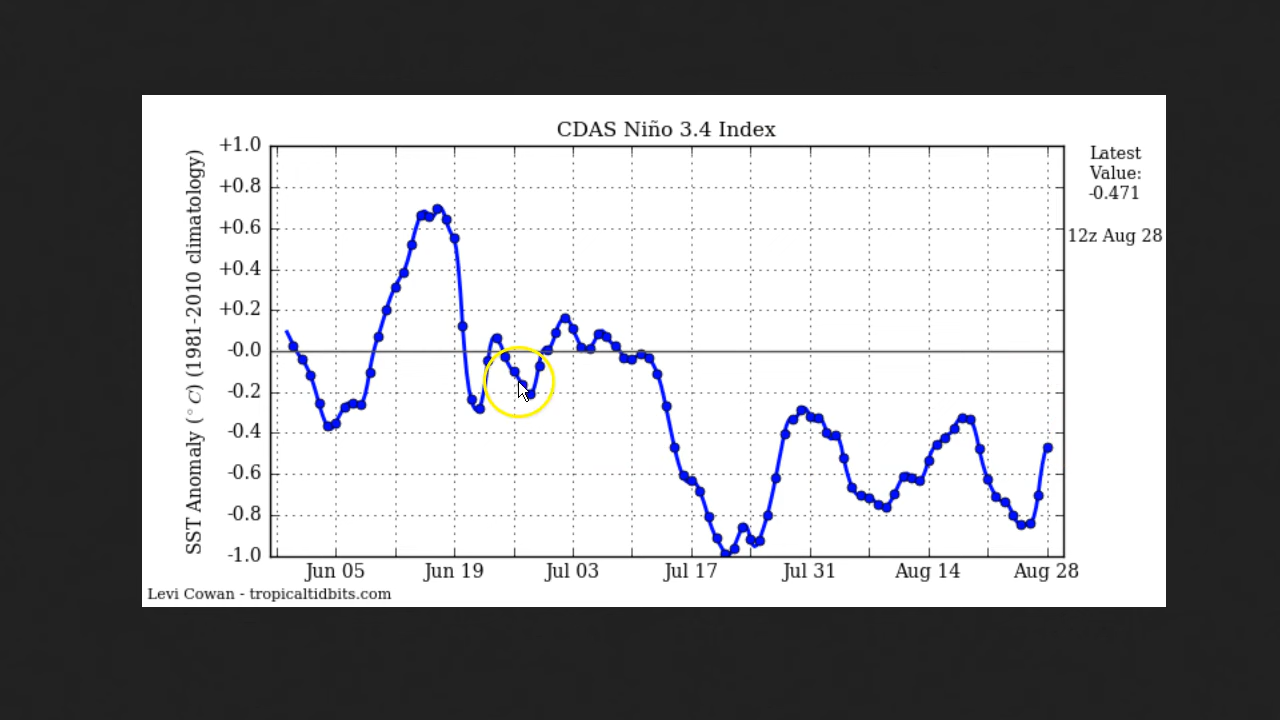 CDAS Niño 3.4 Index
+1.0
+0.8
+0.6
+0.4
+0.2
-0.0
-0.2
-0.4
-0.6
-0.8
-1.0
SST Anomaly (°C) (1981-2010 climatology)
Jun 05 Jun 19 Jul 03 Jul 17 Jul 31 Aug 14 Aug 28
Latest
Value:
-0.471
12z Aug 28
Levi Cowan - tropicaltidbits.com